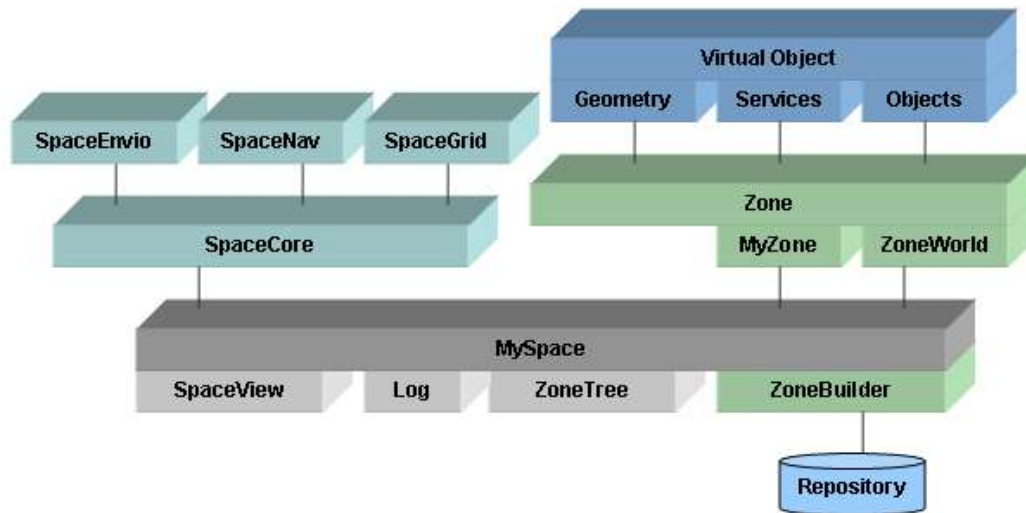 Virtual Object
Geometry
Services
Objects
SpaceEnvio
SpaceNav
SpaceGrid
Zone
SpaceCore
MyZone
ZoneWorld
MySpace
SpaceView
Log
ZoneTree
ZoneBuilder
Repository